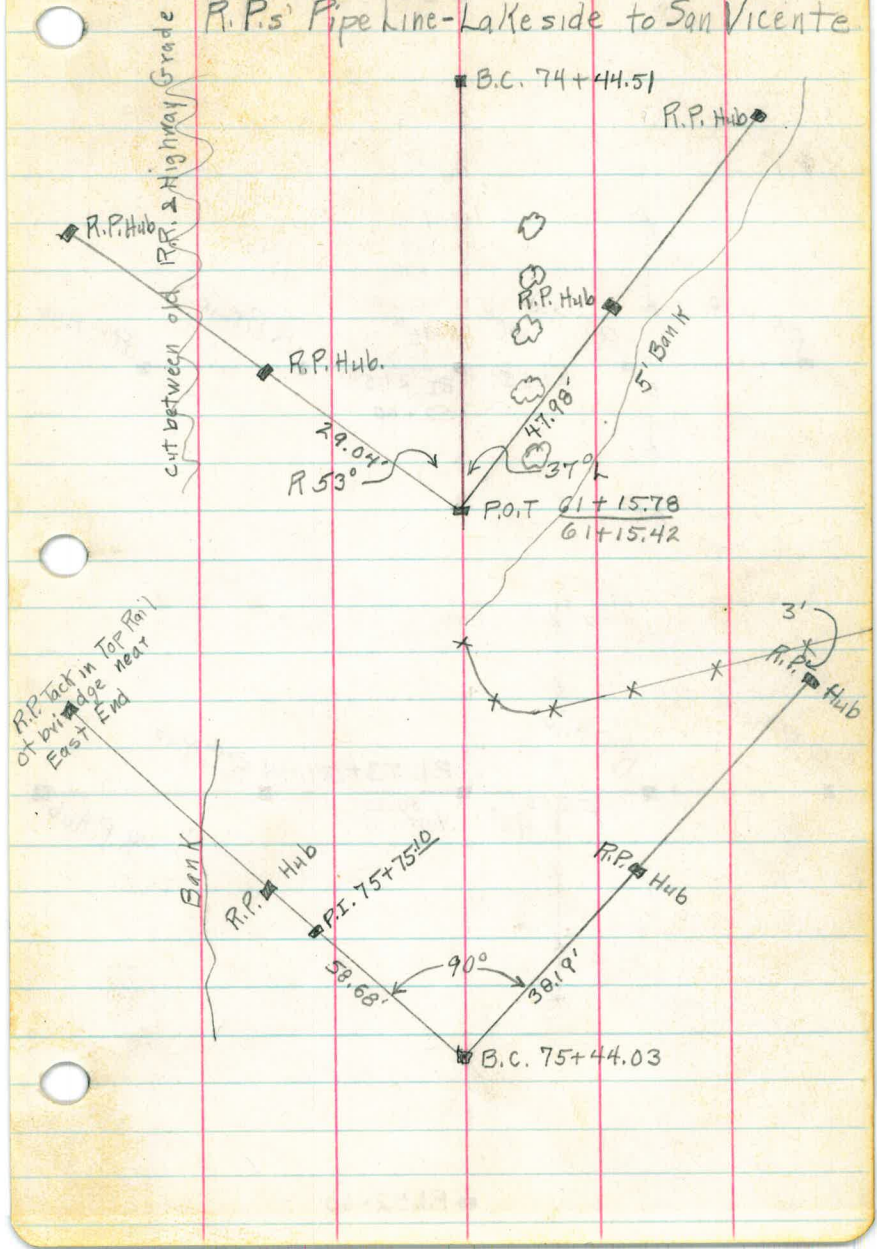 R.P.s' Pipe Line-Lakeside to San Vicente
B.C. 74+44.51
R.P. Hub
cut between old R.R. & Highway Grade
R.P. Hub
R.P. Hub
R.P. Hub.
5' Bank
47.98'
29.04'
R 53°
37° L
P.O.T 61+15.78
61+15.42
3'
R.P. Hub
R.P. Tack in Top Rail
of bridge near
East End
Bank
R.P. Hub
P.I. 75+75.10
R.P. Hub
90°
58.68'
38.19'
B.C. 75+44.03